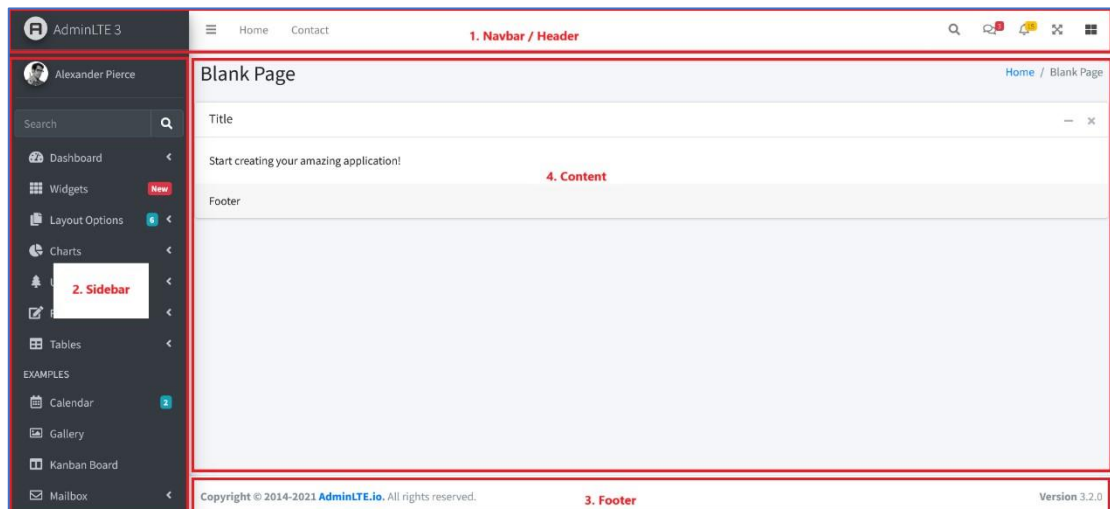 AdminLTE 3
Home Contact
1. Navbar / Header
3
15
Alexander Pierce
Search
Dashboard
Widgets New
Layout Options 6
Charts
2. Sidebar
Tables
EXAMPLES
Calendar 2
Gallery
Kanban Board
Mailbox
Blank Page
Home / Blank Page
Title
Start creating your amazing application!
4. Content
Footer
Copyright © 2014-2021 AdminLTE.io. All rights reserved.
3. Footer
Version 3.2.0